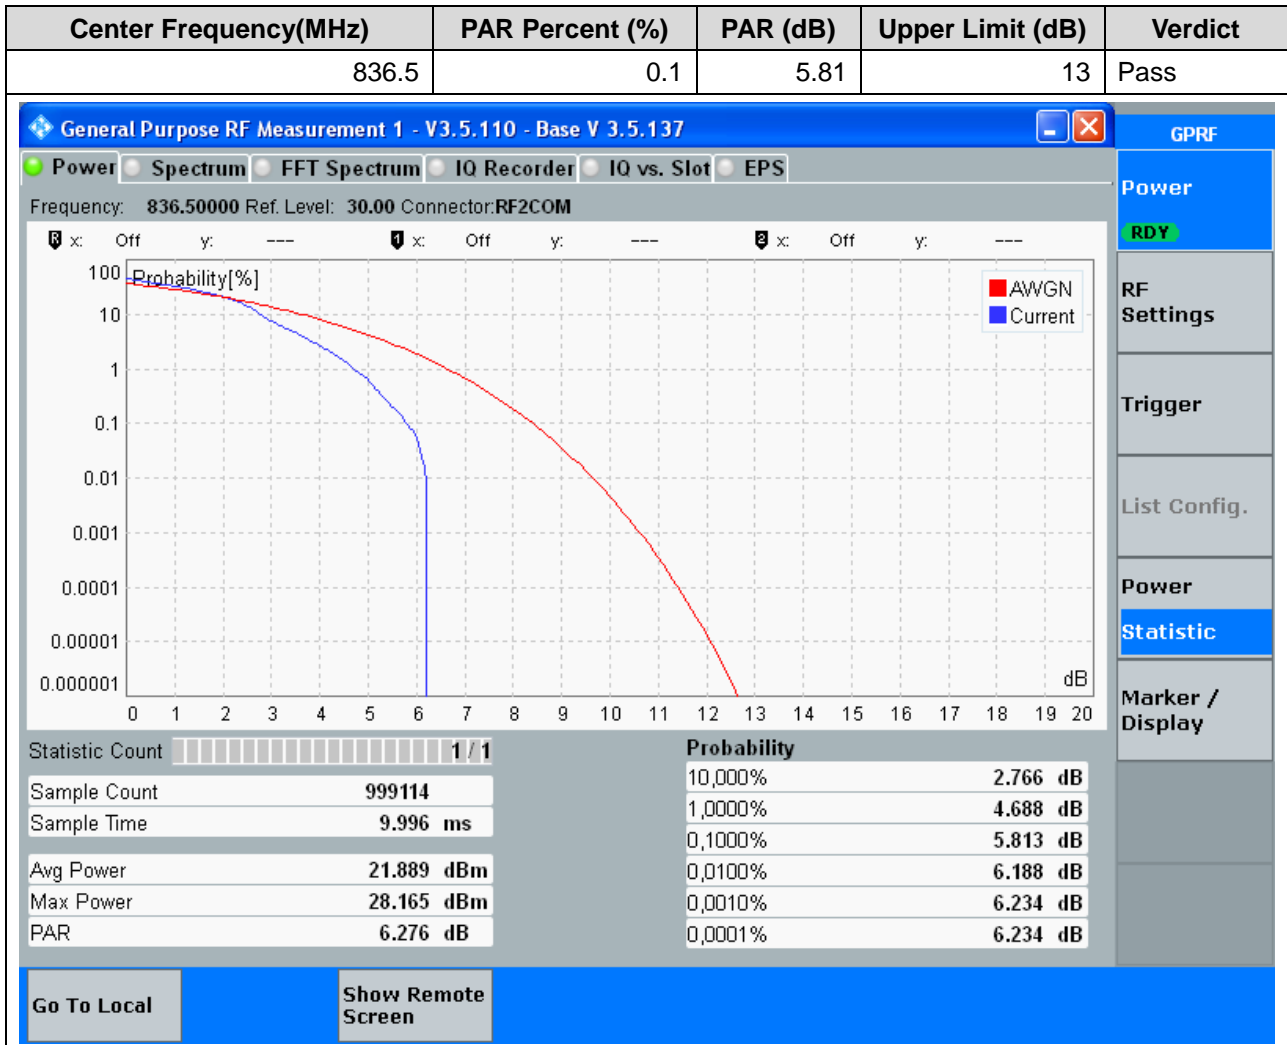 Center Frequency(MHz) PAR Percent (%) PAR (dB) Upper Limit (dB) Verdict
836.5 0.1 5.81 13 Pass
General Purpose RF Measurement 1 - V3.5.110 - Base V 3.5.137
GPRF
Power Spectrum FFT Spectrum IQ Recorder IQ vs. Slot EPS
Power
RDY
Frequency: 836.50000 Ref. Level: 30.00 Connector:RF2COM
R x: Off y: --- 1 x: Off y: --- 2 x: Off y: ---
Probability[%]
AWGN
Current
100
10
1
0.1
0.01
0.001
0.0001
0.00001
0.000001
dB
0 1 2 3 4 5 6 7 8 9 10 11 12 13 14 15 16 17 18 19 20
RF
Settings
Trigger
List Config.
Power
Statistic
Marker /
Display
Statistic Count 1 / 1
Sample Count 999114
Sample Time 9.996 ms
Avg Power 21.889 dBm
Max Power 28.165 dBm
PAR 6.276 dB
Probability
10,000% 2.766 dB
1,0000% 4.688 dB
0,1000% 5.813 dB
0,0100% 6.188 dB
0,0010% 6.234 dB
0,0001% 6.234 dB
Go To Local
Show Remote
Screen